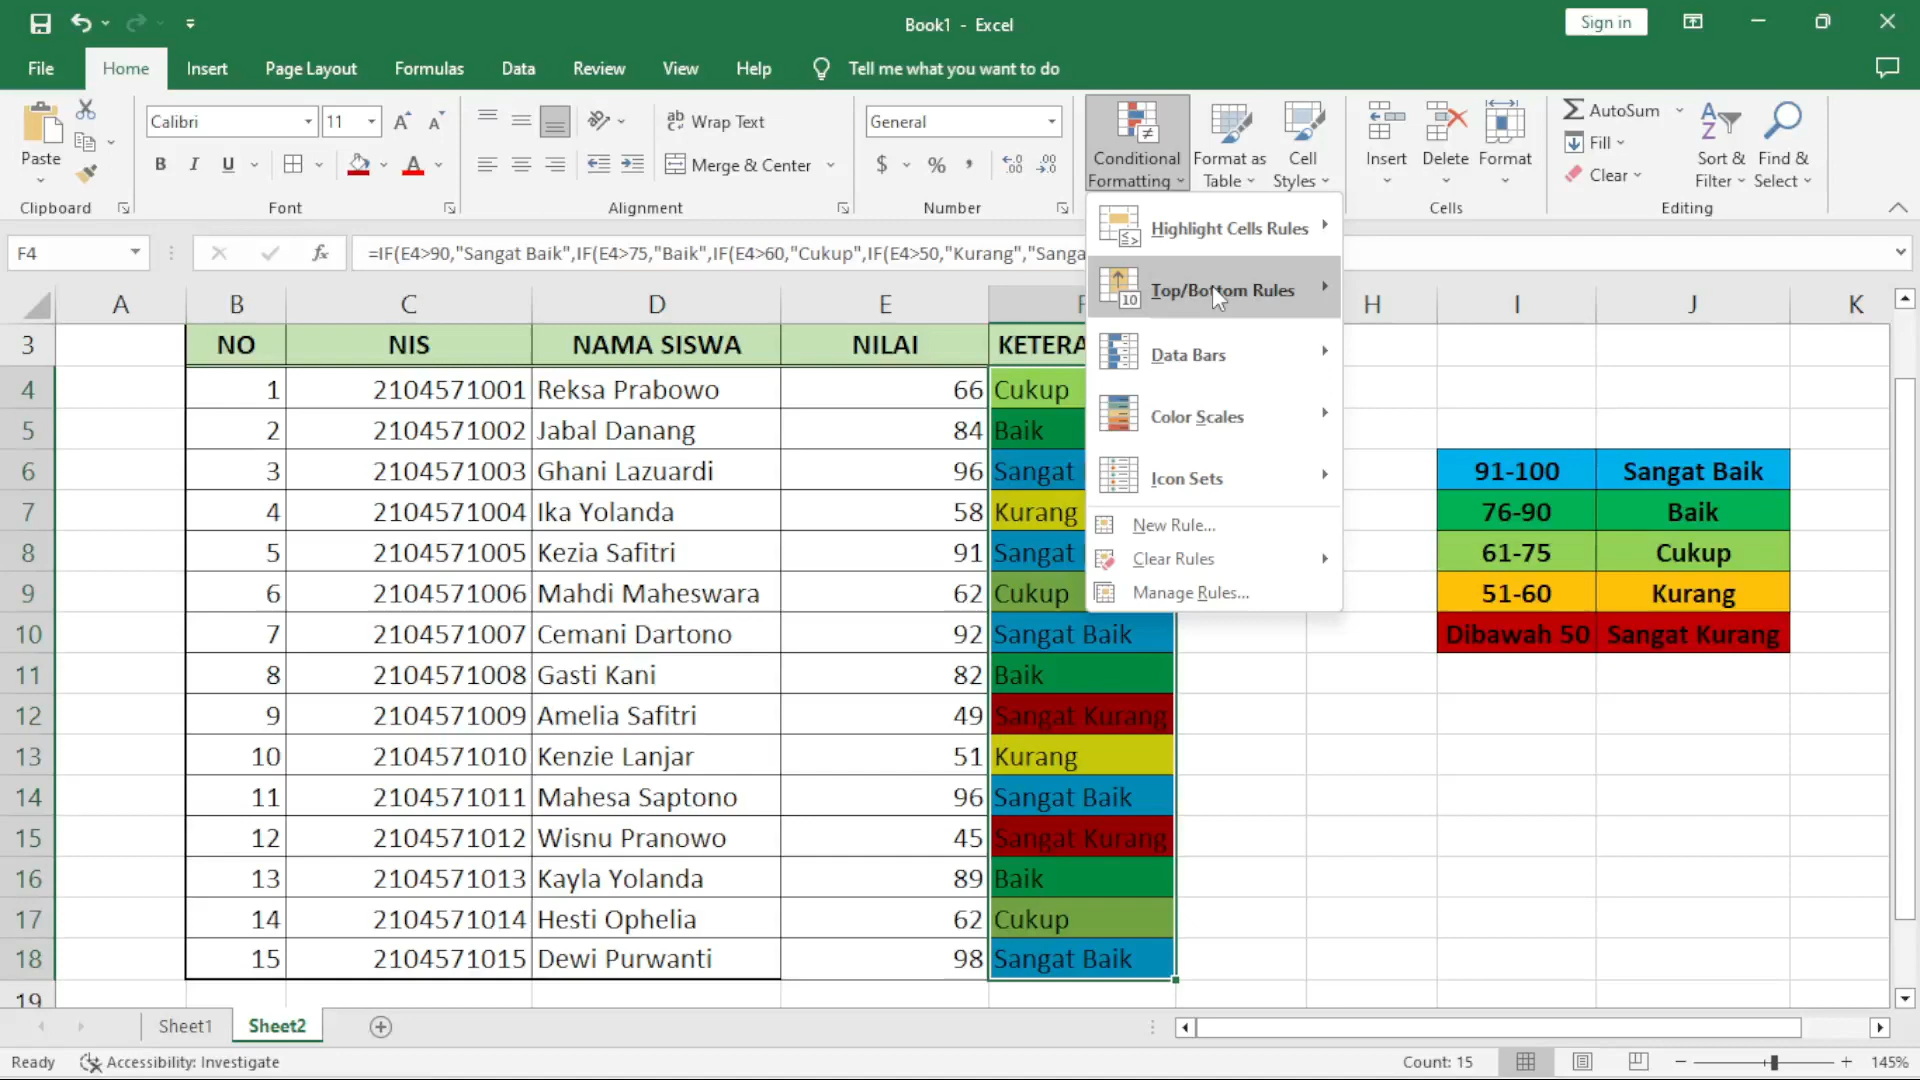 Book1 - Excel
Sign in
File Home Insert Page Layout Formulas Data Review View Help Tell me what you want to do
Paste
Clipboard
Calibri 11
B I U
Font
Wrap Text
Merge & Center
Alignment
General
$ % ,
Number
Conditional Formatting
Format as Table
Cell Styles
Insert Delete Format
Cells
AutoSum
Fill
Clear
Sort & Filter
Find & Select
Editing
Highlight Cells Rules
Top/Bottom Rules
Data Bars
Color Scales
Icon Sets
New Rule...
Clear Rules
Manage Rules...
F4 fx =IF(E4>90,"Sangat Baik",IF(E4>75,"Baik",IF(E4>60,"Cukup",IF(E4>50,"Kurang","Sanga
A B C D E H I J K
3 NO NIS NAMA SISWA NILAI KETERA
4 1 2104571001 Reksa Prabowo 66 Cukup
5 2 2104571002 Jabal Danang 84 Baik
6 3 2104571003 Ghani Lazuardi 96 Sangat 91-100 Sangat Baik
7 4 2104571004 Ika Yolanda 58 Kurang 76-90 Baik
8 5 2104571005 Kezia Safitri 91 Sangat 61-75 Cukup
9 6 2104571006 Mahdi Maheswara 62 Cukup 51-60 Kurang
10 7 2104571007 Cemani Dartono 92 Sangat Baik Dibawah 50 Sangat Kurang
11 8 2104571008 Gasti Kani 82 Baik
12 9 2104571009 Amelia Safitri 49 Sangat Kurang
13 10 2104571010 Kenzie Lanjar 51 Kurang
14 11 2104571011 Mahesa Saptono 96 Sangat Baik
15 12 2104571012 Wisnu Pranowo 45 Sangat Kurang
16 13 2104571013 Kayla Yolanda 89 Baik
17 14 2104571014 Hesti Ophelia 62 Cukup
18 15 2104571015 Dewi Purwanti 98 Sangat Baik
19
Sheet1 Sheet2
Ready Accessibility: Investigate Count: 15 145%